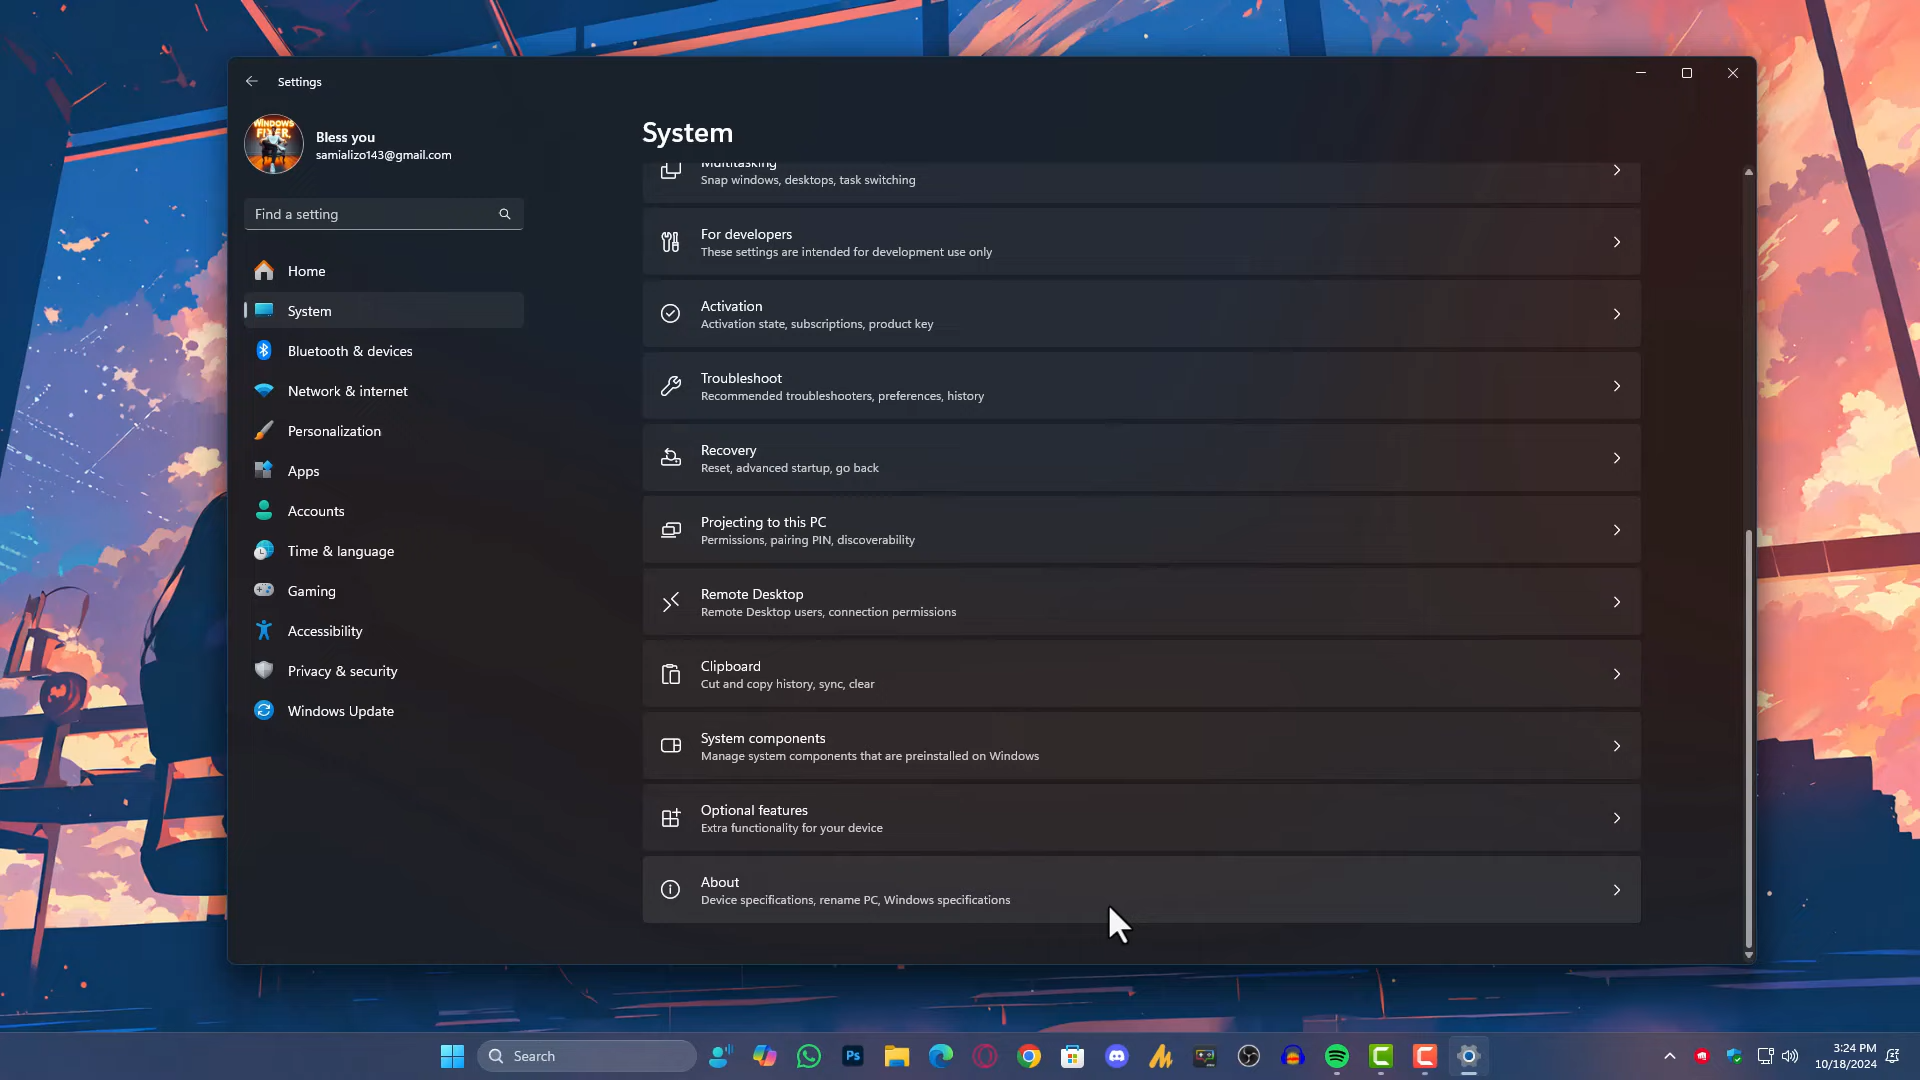 Settings
Bless you
samializo143@gmail.com
Find a setting
Home
System
Bluetooth & devices
Network & internet
Personalization
Apps
Accounts
Time & language
Gaming
Accessibility
Privacy & security
Windows Update
System
Multitasking
Snap windows, desktops, task switching
For developers
These settings are intended for development use only
Activation
Activation state, subscriptions, product key
Troubleshoot
Recommended troubleshooters, preferences, history
Recovery
Reset, advanced startup, go back
Projecting to this PC
Permissions, pairing PIN, discoverability
Remote Desktop
Remote Desktop users, connection permissions
Clipboard
Cut and copy history, sync, clear
System components
Manage system components that are preinstalled on Windows
Optional features
Extra functionality for your device
About
Device specifications, rename PC, Windows specifications
Search
Ps
3:24 PM
10/18/2024